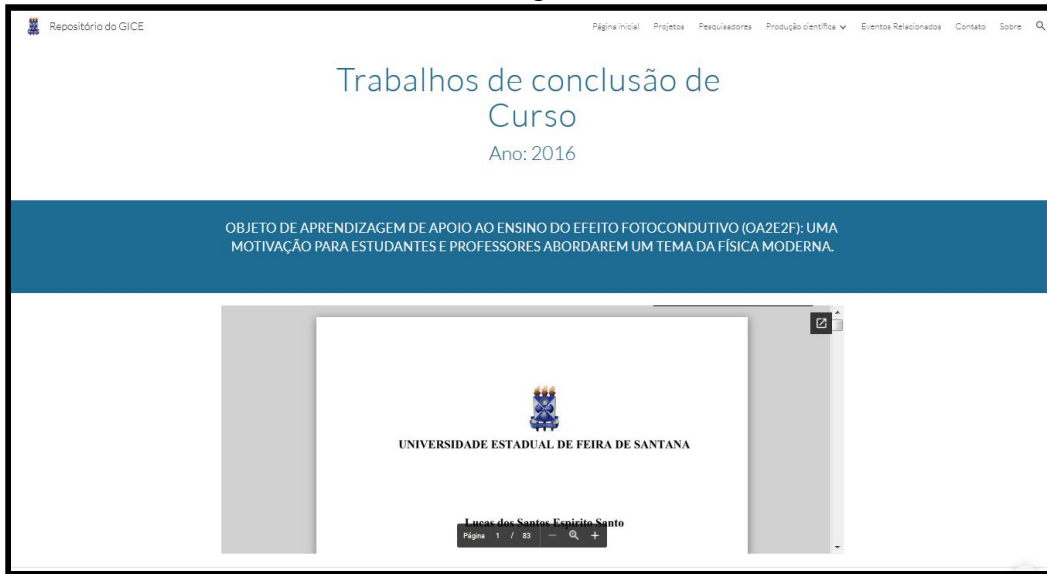 Repositório do GICE
Página inicial Projetos Pesquisadores Produção científica Eventos Relacionados Contato Sobre
Trabalhos de conclusão de
Curso
Ano: 2016
OBJETO DE APRENDIZAGEM DE APOIO AO ENSINO DO EFEITO FOTOCONDUTIVO (OA2E2F): UMA
MOTIVAÇÃO PARA ESTUDANTES E PROFESSORES ABORDAREM UM TEMA DA FÍSICA MODERNA.
UNIVERSIDADE ESTADUAL DE FEIRA DE SANTANA
Lucas dos Santos Espírito Santo
Página 1 / 83